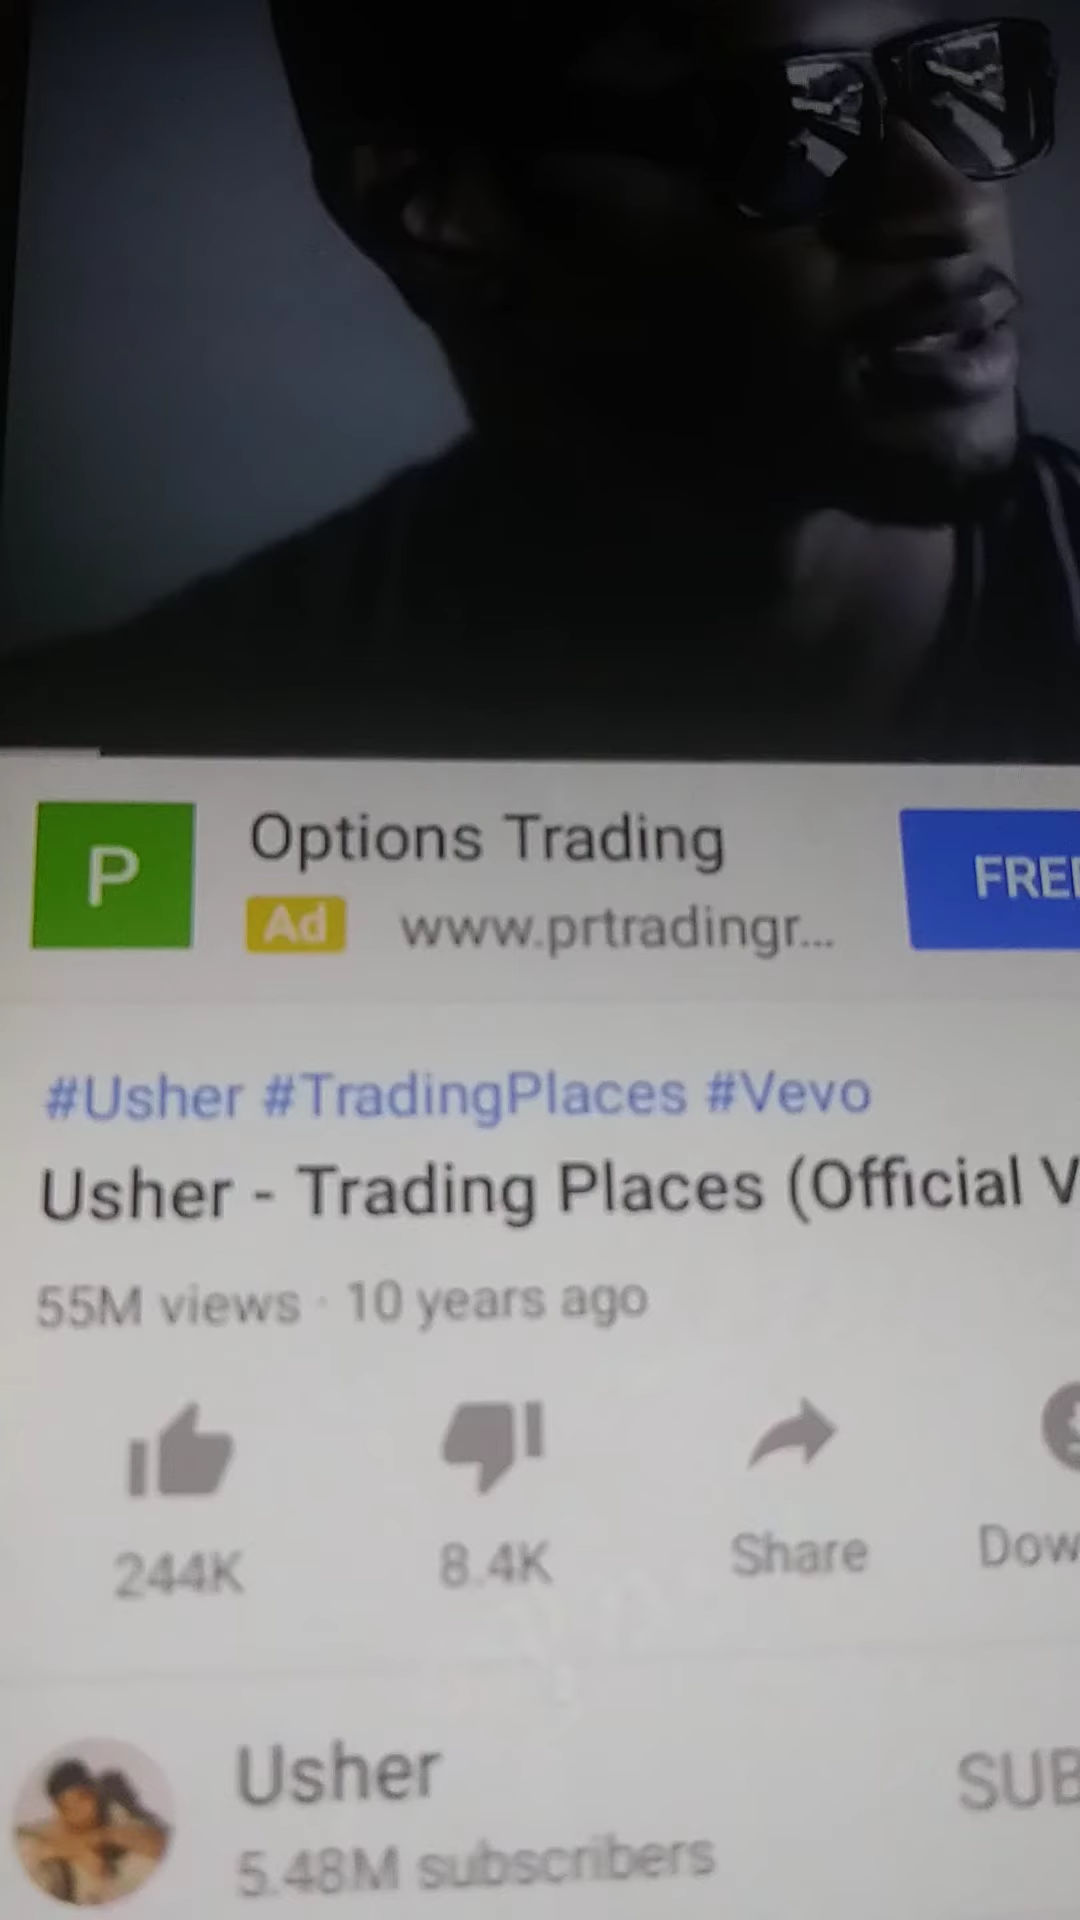 P
Options Trading
Ad www.prtradingr...
FREE
#Usher #TradingPlaces #Vevo
Usher - Trading Places (Official V
55M views · 10 years ago
244K
8.4K
Share
Dow
Usher
SUB
5.48M subscribers